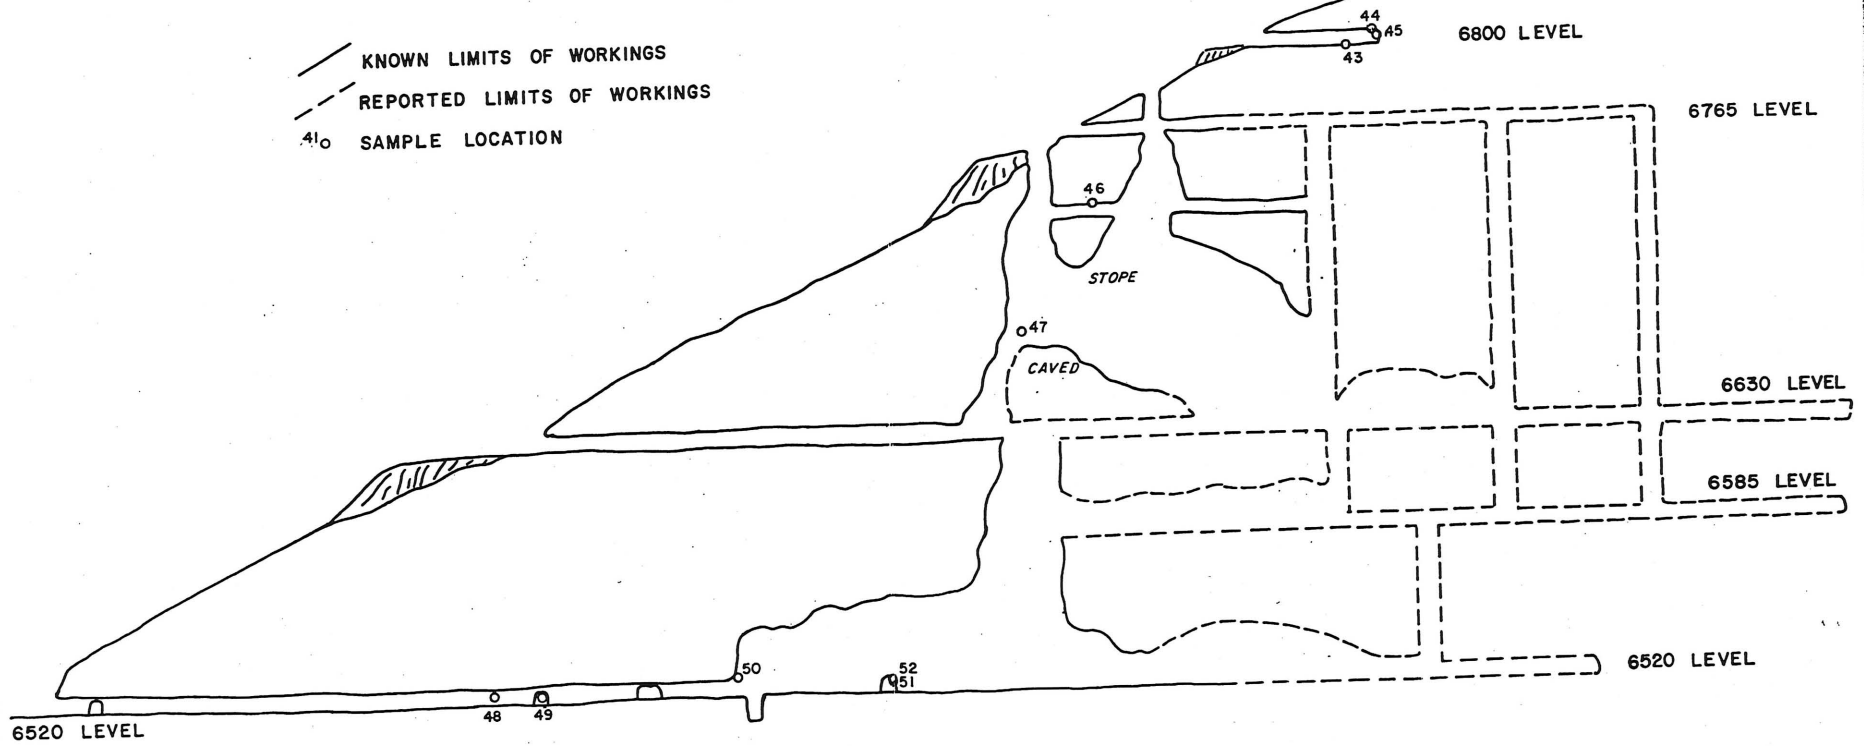 44
45
6800 LEVEL
43
KNOWN LIMITS OF WORKINGS
REPORTED LIMITS OF WORKINGS
6765 LEVEL
41 SAMPLE LOCATION
46
STOPE
47
CAVED
6630 LEVEL
6585 LEVEL
6520 LEVEL
50
52
51
48
49
6520 LEVEL